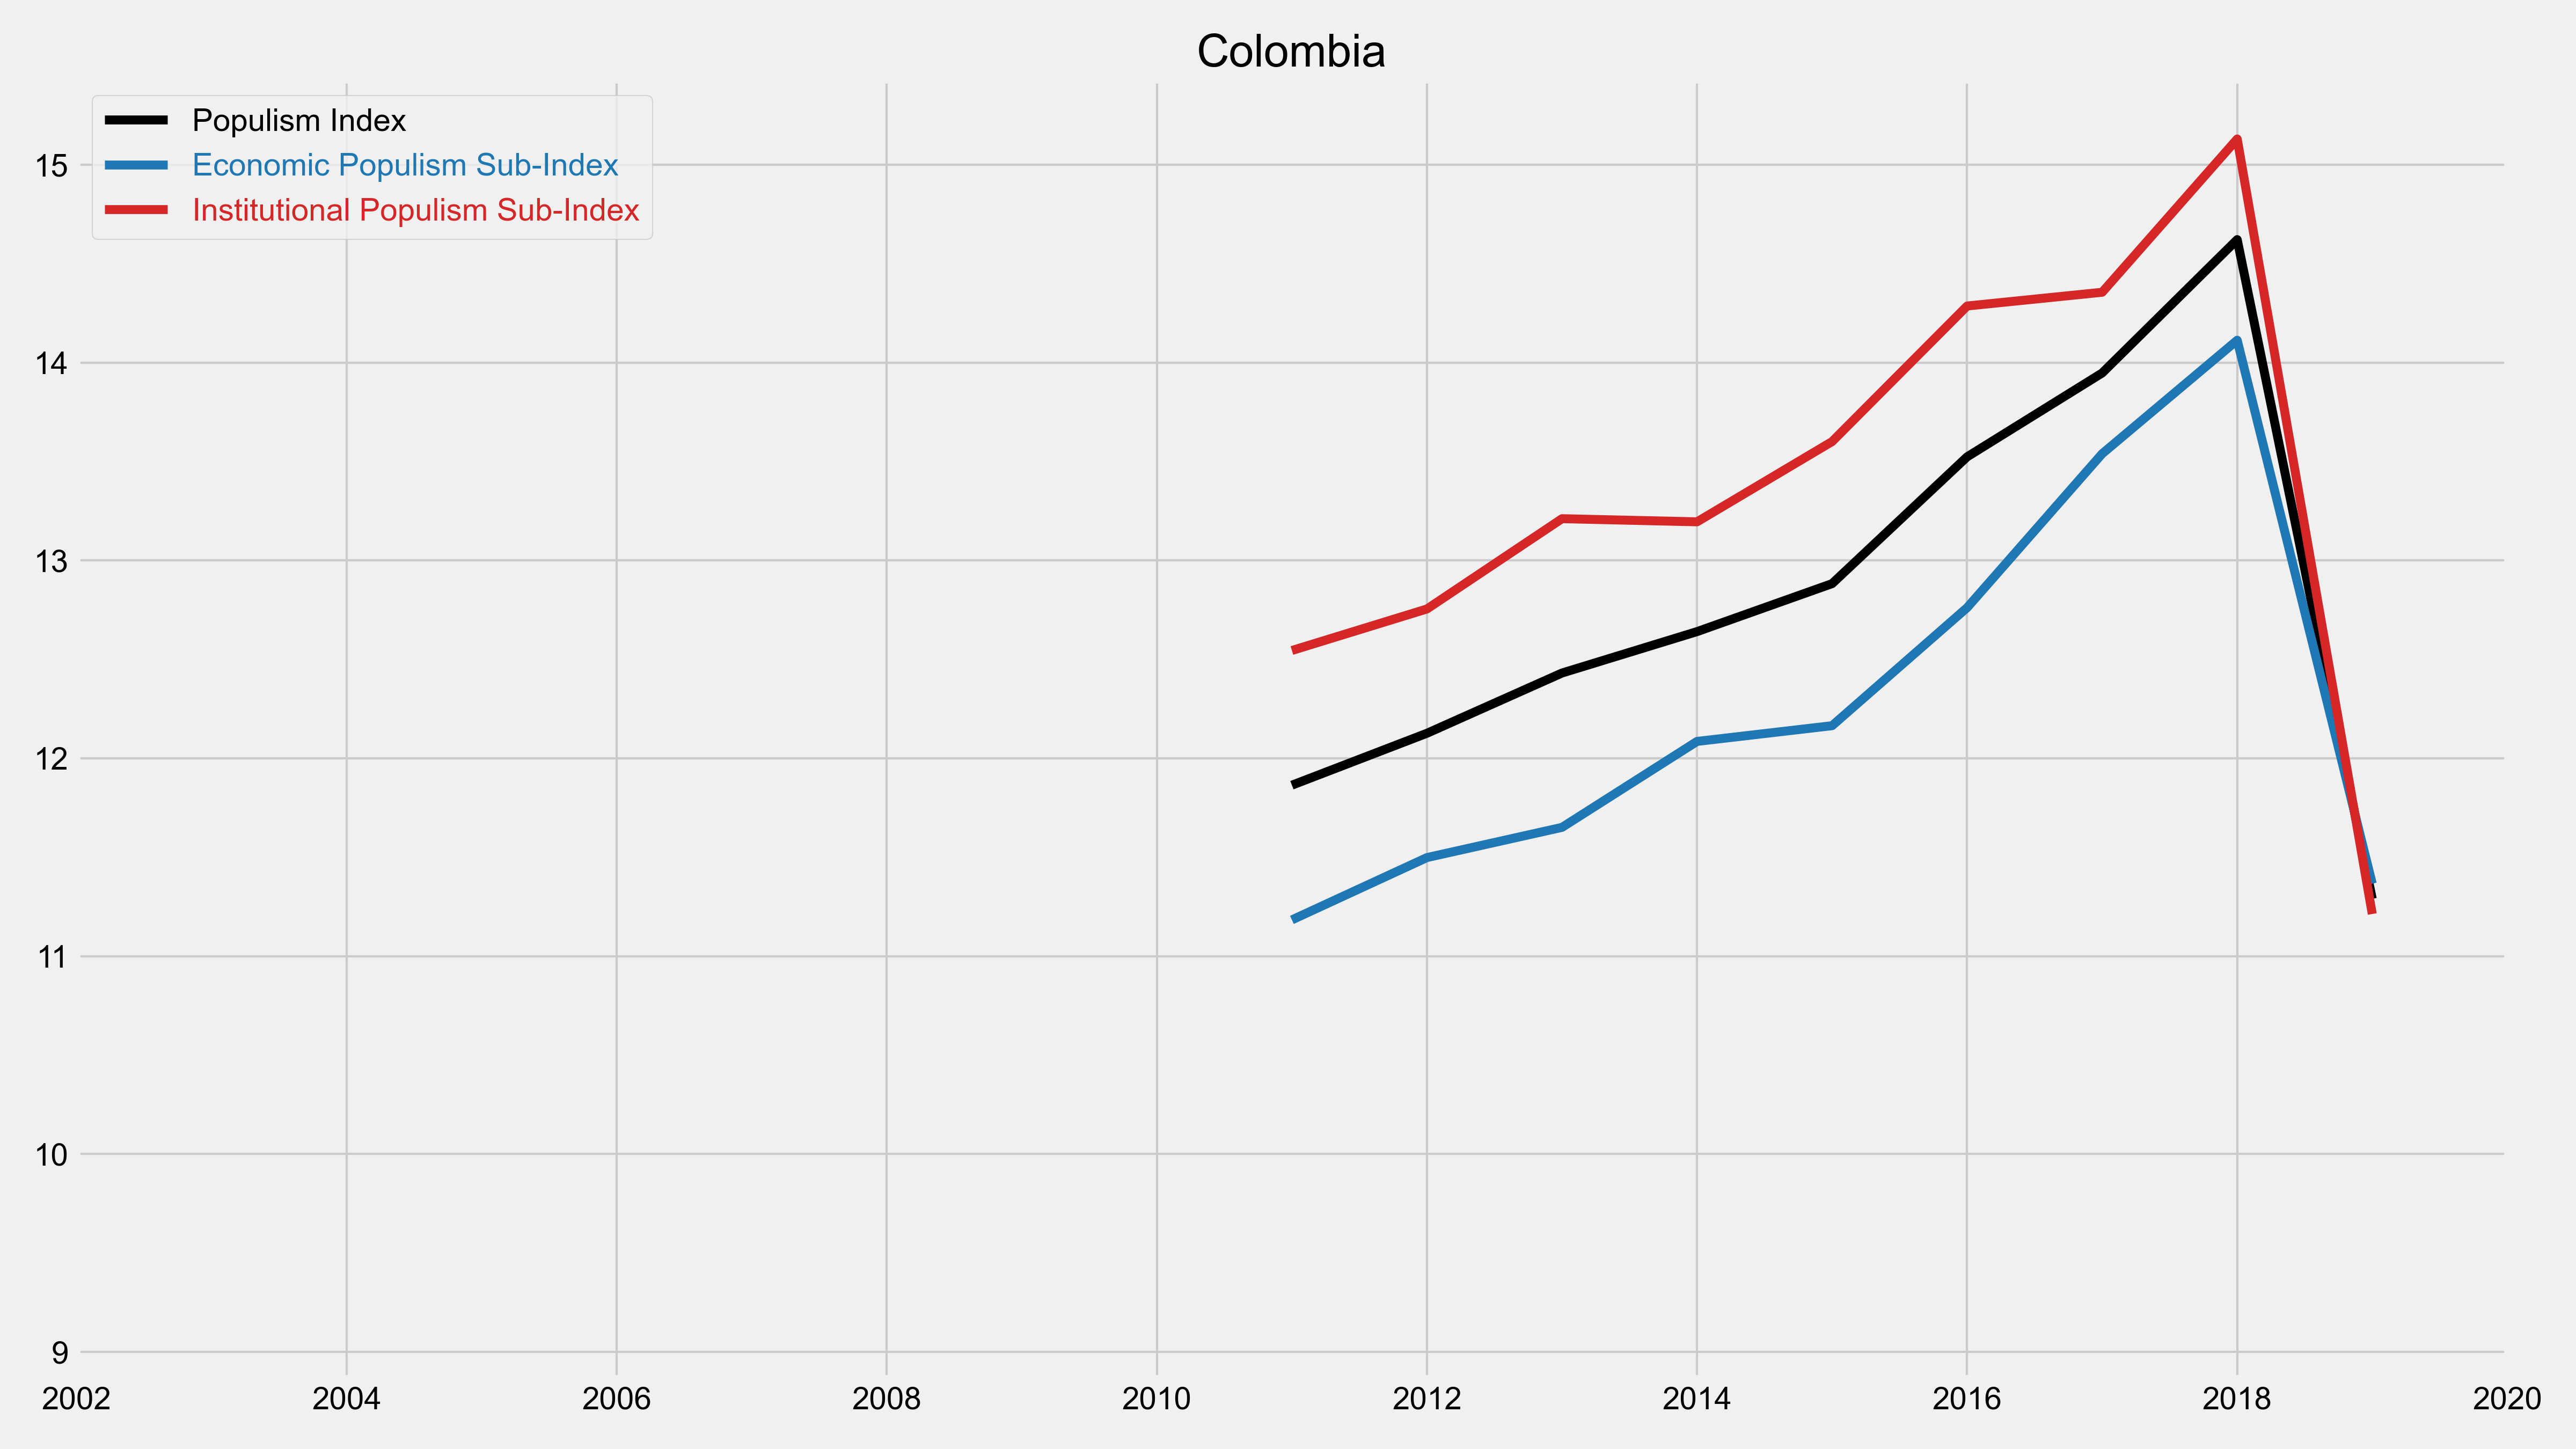 Colombia
Populism Index
Economic Populism Sub-Index
Institutional Populism Sub-Index
15
14
13
12
11
10
9
2002 2004 2006 2008 2010 2012 2014 2016 2018 2020